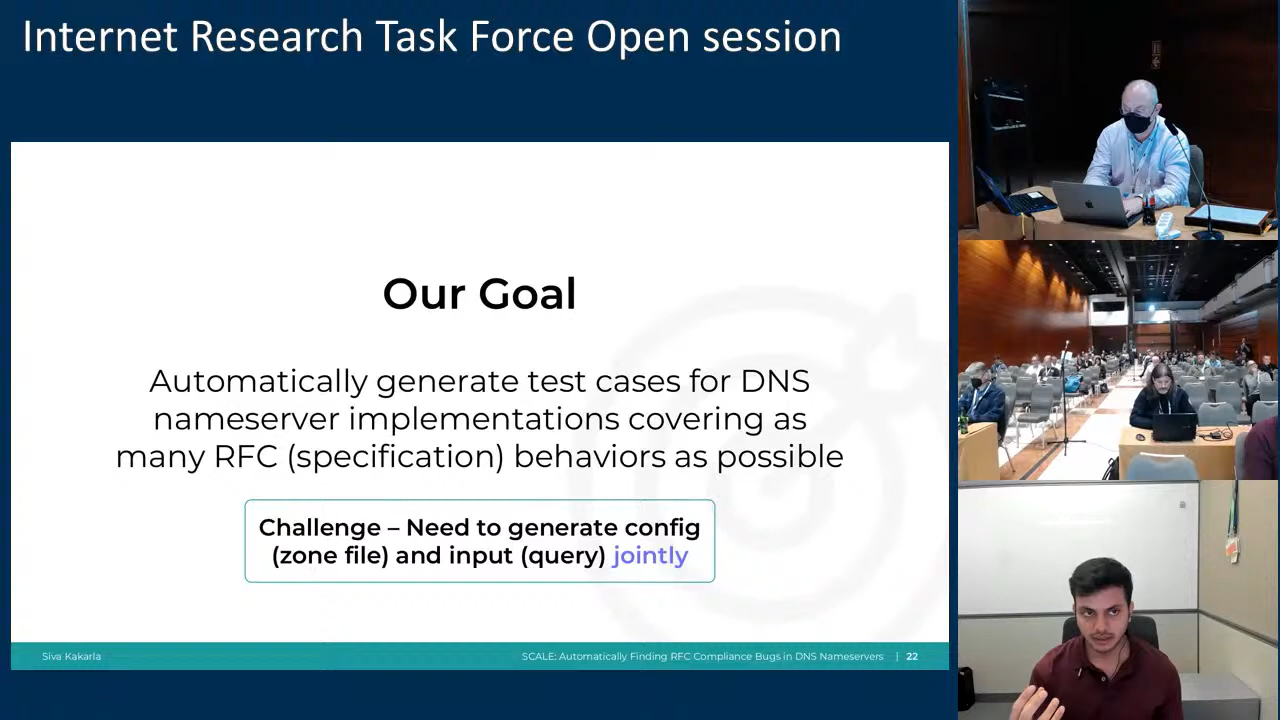 Internet Research Task Force Open session
Our Goal
Automatically generate test cases for DNS
nameserver implementations covering as
many RFC (specification) behaviors as possible
Challenge – Need to generate config
(zone file) and input (query) jointly
Siva Kakarla
SCALE: Automatically Finding RFC Compliance Bugs in DNS Nameservers | 22